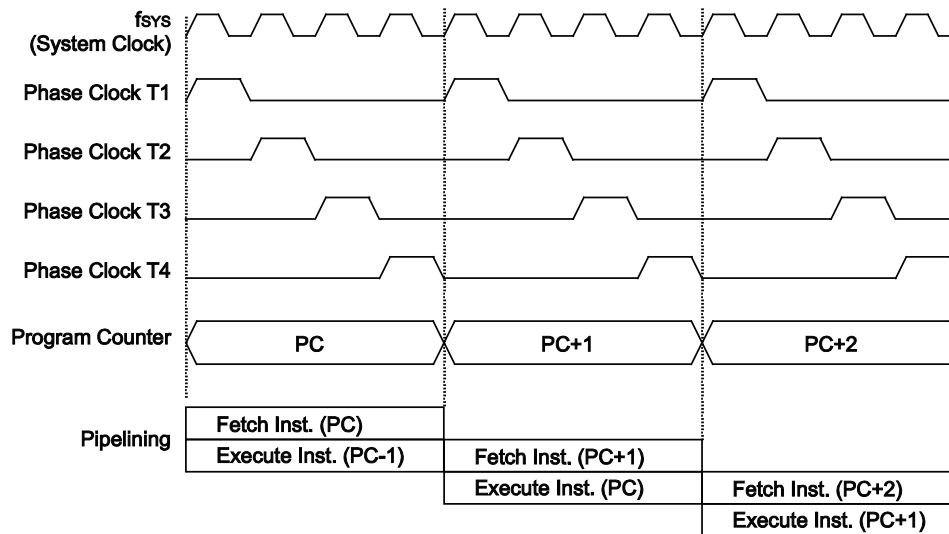 fSYS
(System Clock)
Phase Clock T1
Phase Clock T2
Phase Clock T3
Phase Clock T4
Program Counter
PC
PC+1
PC+2
Pipelining
Fetch Inst. (PC)
Execute Inst. (PC-1)
Fetch Inst. (PC+1)
Execute Inst. (PC)
Fetch Inst. (PC+2)
Execute Inst. (PC+1)